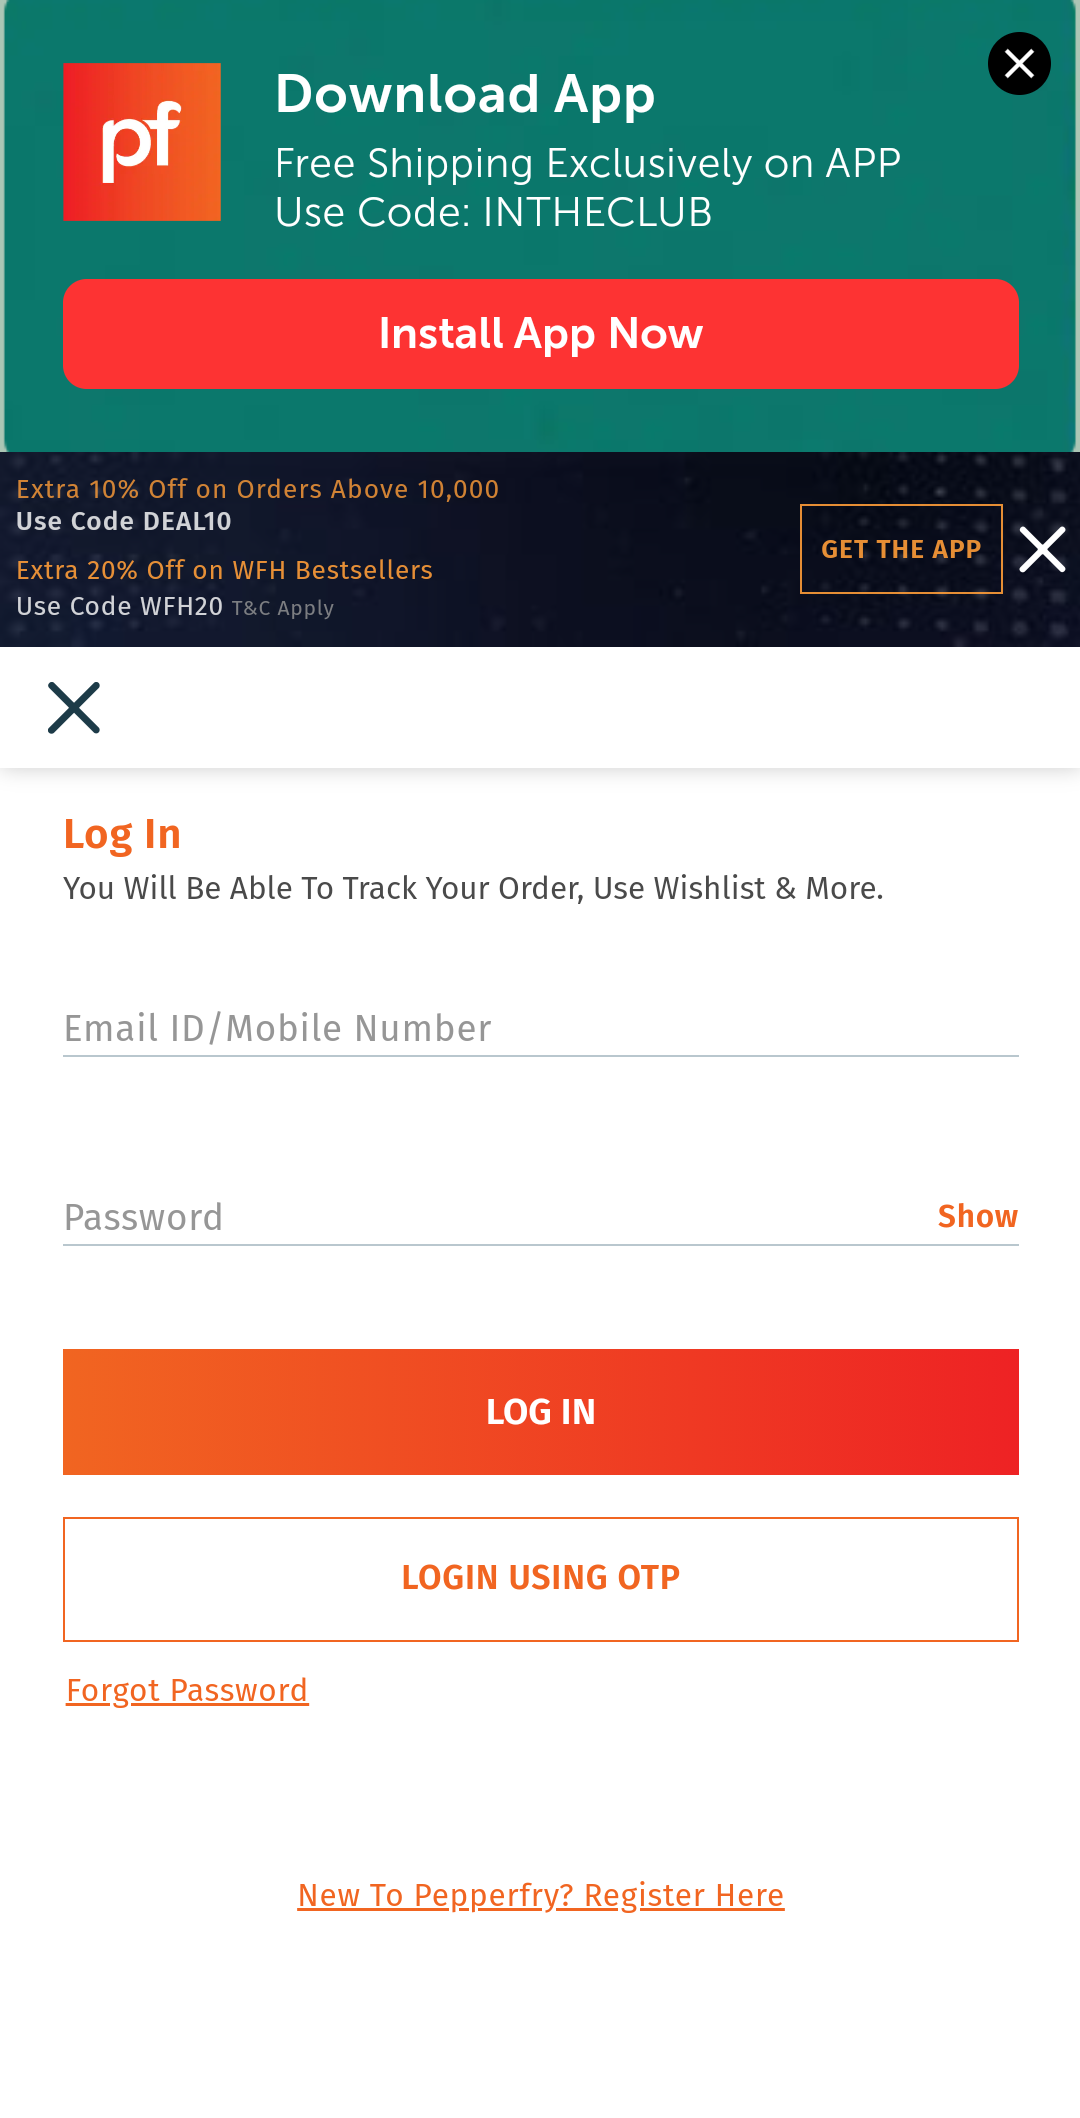 pf
Download App
Free Shipping Exclusively on APP
Use Code: INTHECLUB
Install App Now
Extra 10% Off on Orders Above 10,000
Use Code DEAL10
Extra 20% Off on WFH Bestsellers
Use Code WFH20 T&C Apply
GET THE APP
Log In
You Will Be Able To Track Your Order, Use Wishlist & More.
Email ID/Mobile Number
Password
Show
LOG IN
LOGIN USING OTP
Forgot Password
New To Pepperfry? Register Here